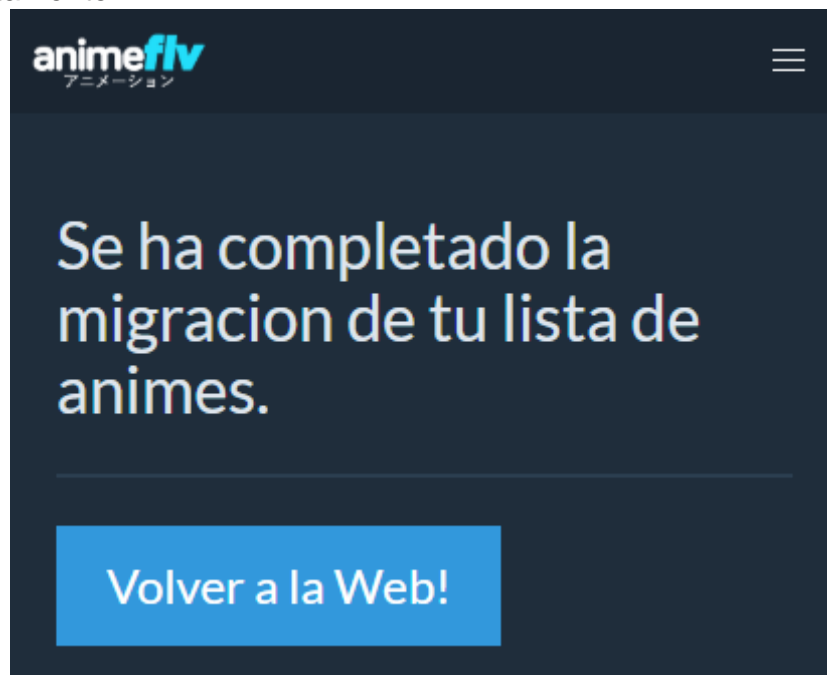 animeflv
アニメーション
Se ha completado la
migracion de tu lista de
animes.
Volver a la Web!